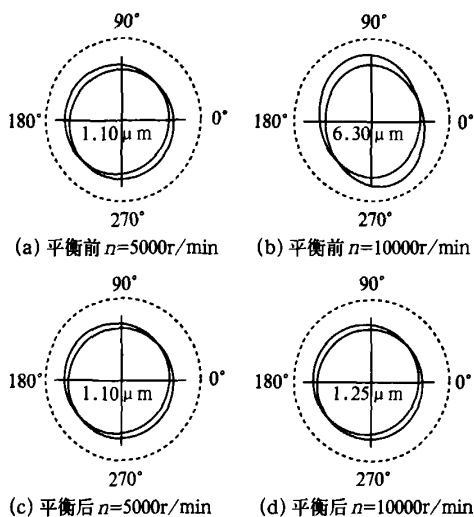 90° 90°
180° 1.10μm 0° 180° 6.30μm 0°
270° 270°
(a) 平衡前 n=5000r/min (b) 平衡前 n=10000r/min
90° 90°
180° 1.10μm 0° 180° 1.25μm 0°
270° 270°
(c) 平衡后 n=5000r/min (d) 平衡后 n=10000r/min